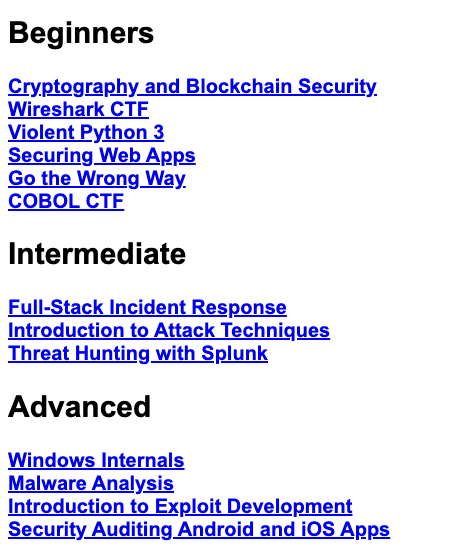 Beginners
Cryptography and Blockchain Security
Wireshark CTF
Violent Python 3
Securing Web Apps
Go the Wrong Way
COBOL CTF
Intermediate
Full-Stack Incident Response
Introduction to Attack Techniques
Threat Hunting with Splunk
Advanced
Windows Internals
Malware Analysis
Introduction to Exploit Development
Security Auditing Android and iOS Apps